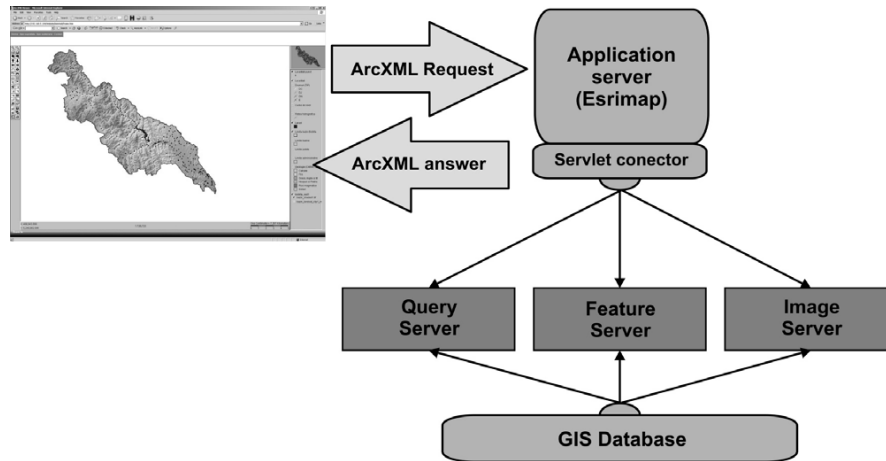 ArcXML Request
Application
server
(Esrimap)
ArcXML answer
Servlet conector
Query
Server
Feature
Server
Image
Server
GIS Database